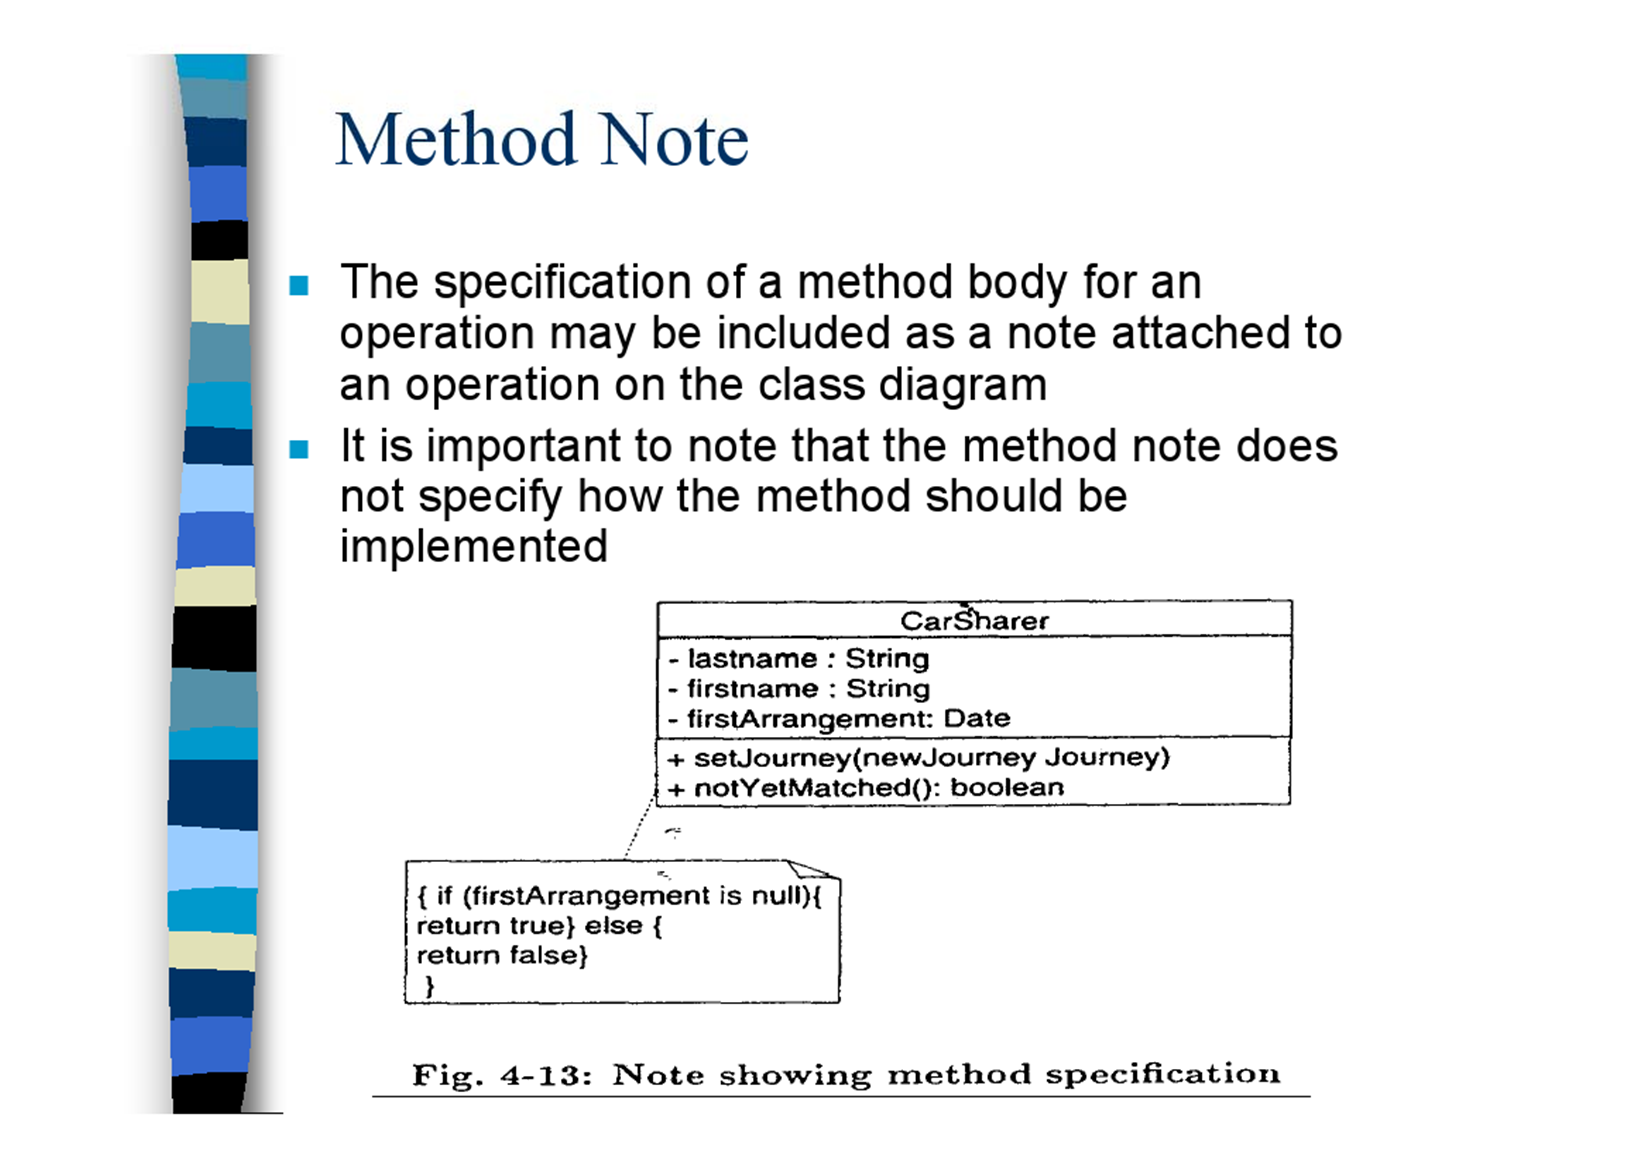 Method Note
The specification of a method body for an
operation may be included as a note attached to
an operation on the class diagram
It is important to note that the method note does
not specify how the method should be
implemented
CarSharer
- lastname : String
- firstname : String
- firstArrangement: Date
+ setJourney(newJourney Journey)
+ notYetMatched(): boolean
{ if (firstArrangement is null){
return true} else {
return false}
}
Fig. 4-13: Note showing method specification